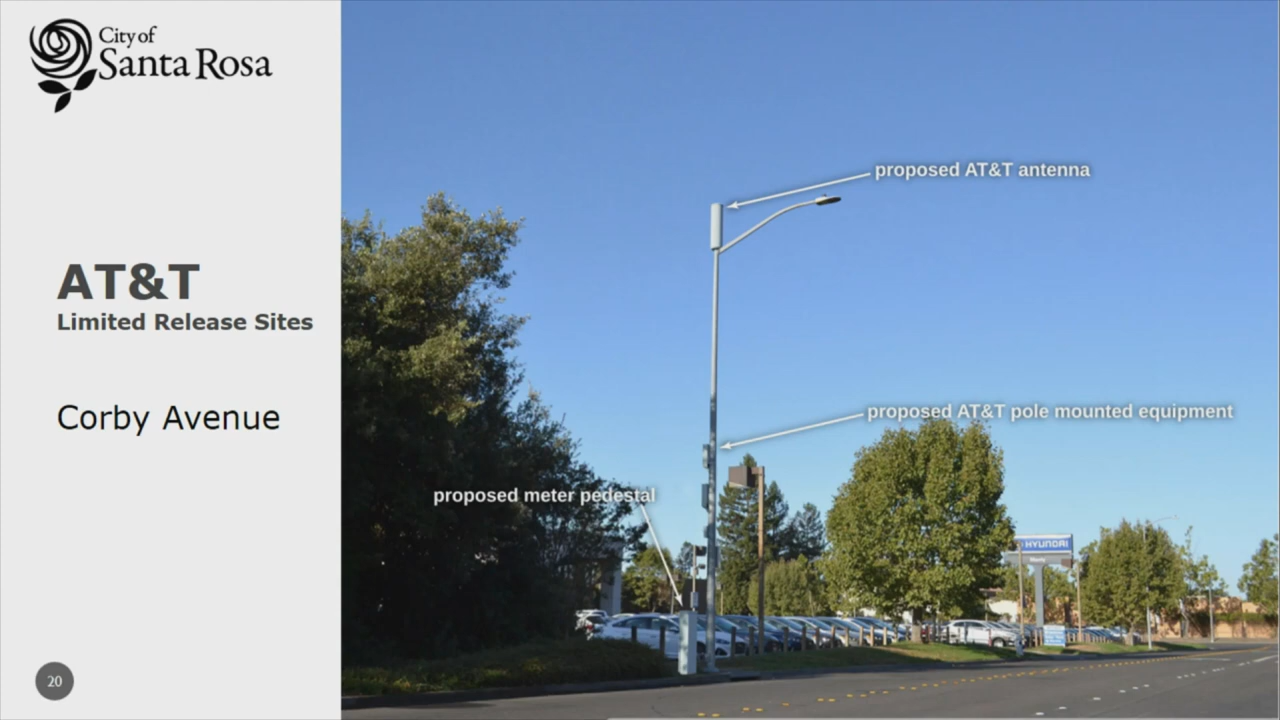 City of
Santa Rosa
AT&T
Limited Release Sites
Corby Avenue
20
proposed AT&T antenna
proposed AT&T pole mounted equipment
proposed meter pedestal
HYUNDAI